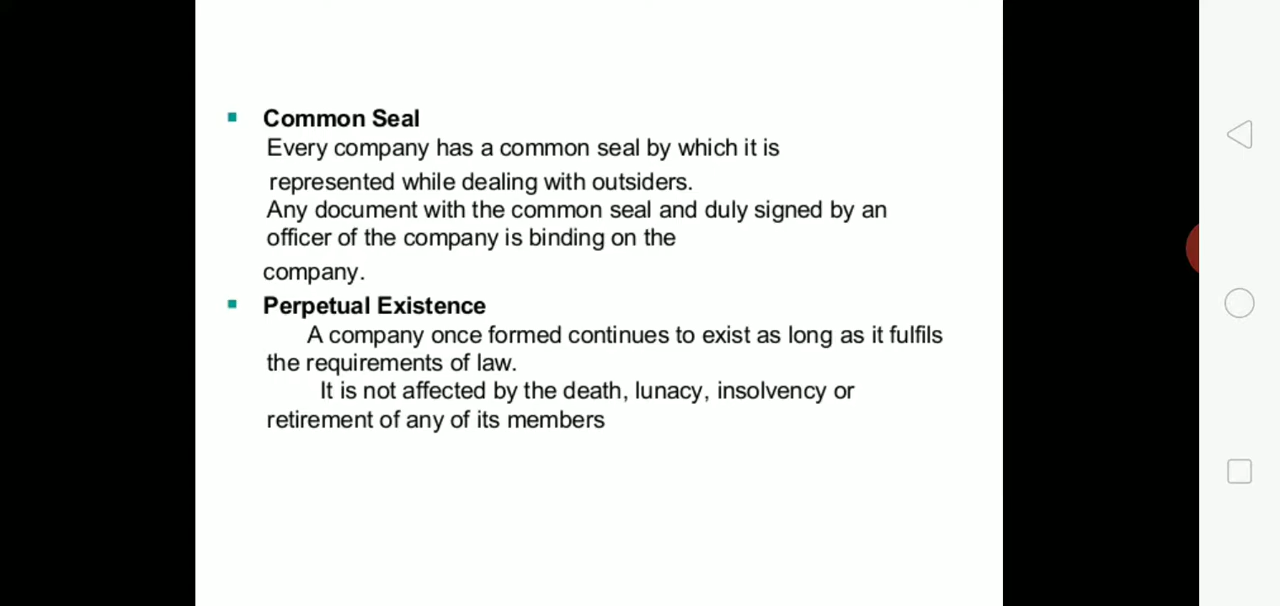 Common Seal
Every company has a common seal by which it is
represented while dealing with outsiders.
Any document with the common seal and duly signed by an
officer of the company is binding on the
company.
Perpetual Existence
A company once formed continues to exist as long as it fulfils
the requirements of law.
It is not affected by the death, lunacy, insolvency or
retirement of any of its members